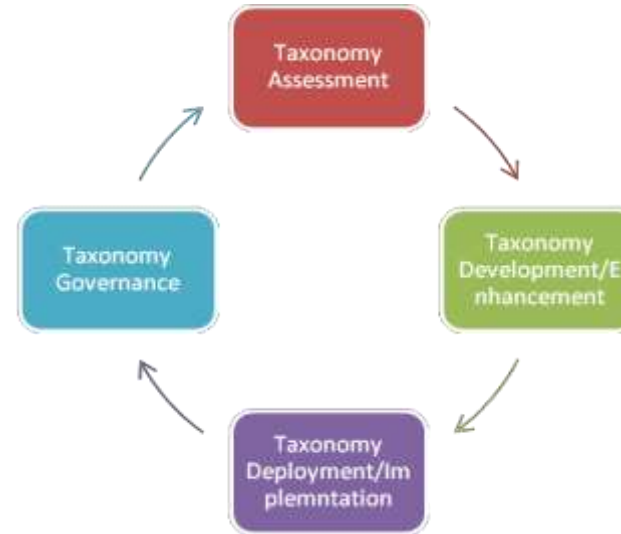 Taxonomy
Assessment
Taxonomy
Governance
Taxonomy
Development/E
nhancement
Taxonomy
Deployment/Im
plemntation